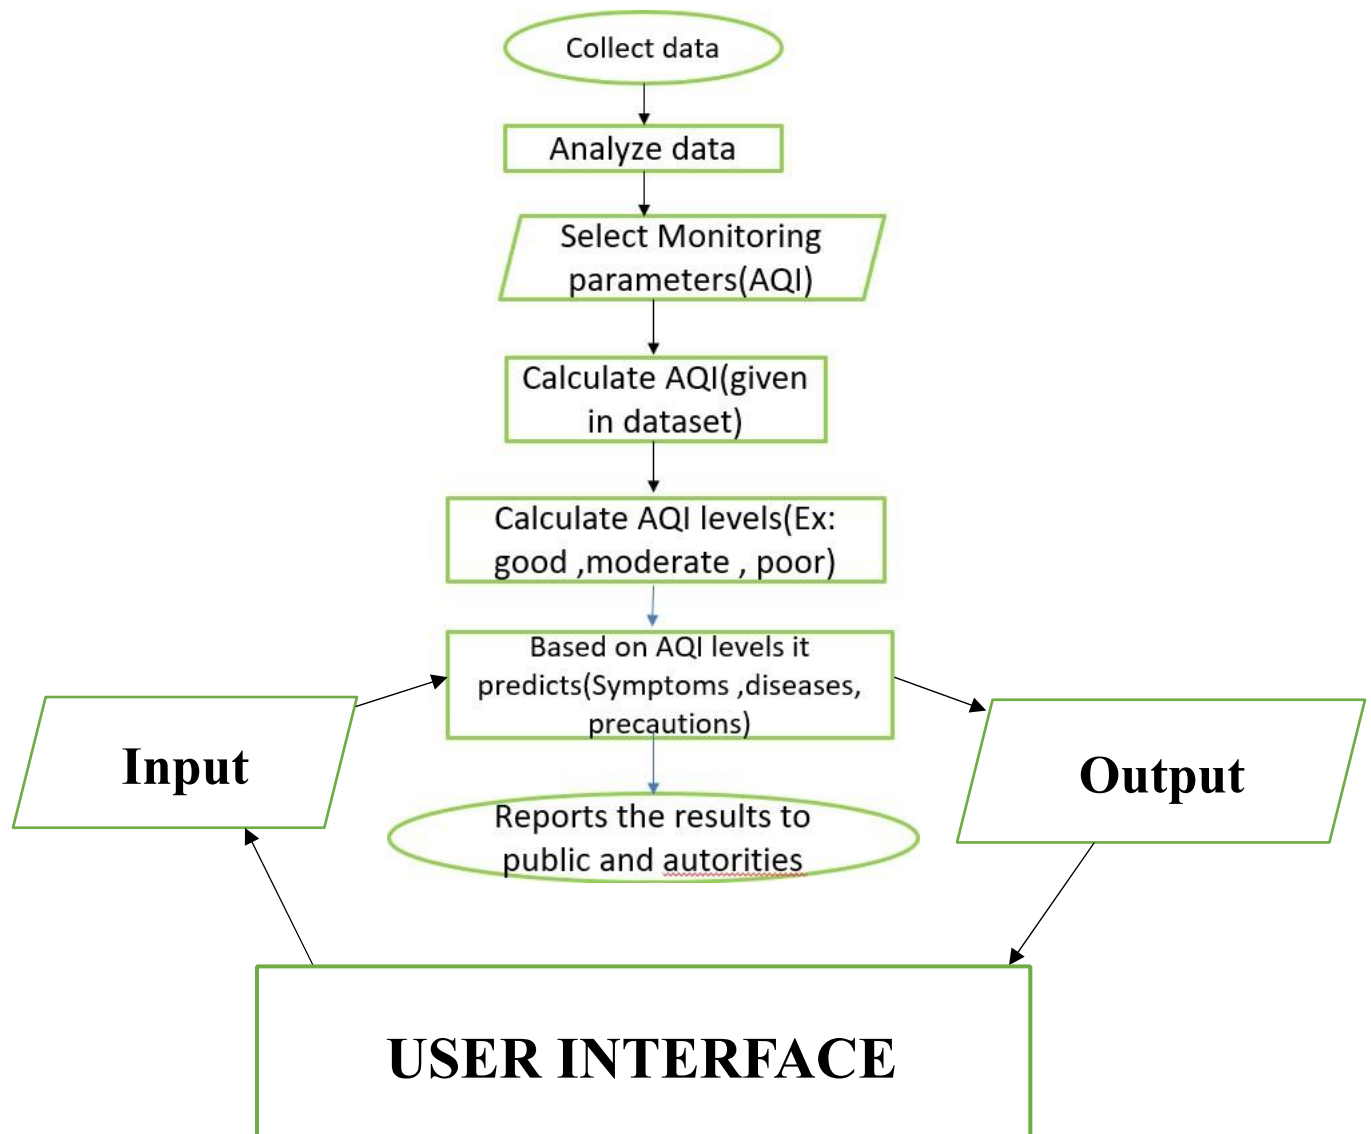 Collect data
Analyze data
Select Monitoring
parameters(AQI)
Calculate AQI(given
in dataset)
Calculate AQI levels(Ex:
good ,moderate , poor)
Based on AQI levels it
predicts(Symptoms ,diseases,
precautions)
Input
Output
Reports the results to
public and autorities
USER INTERFACE